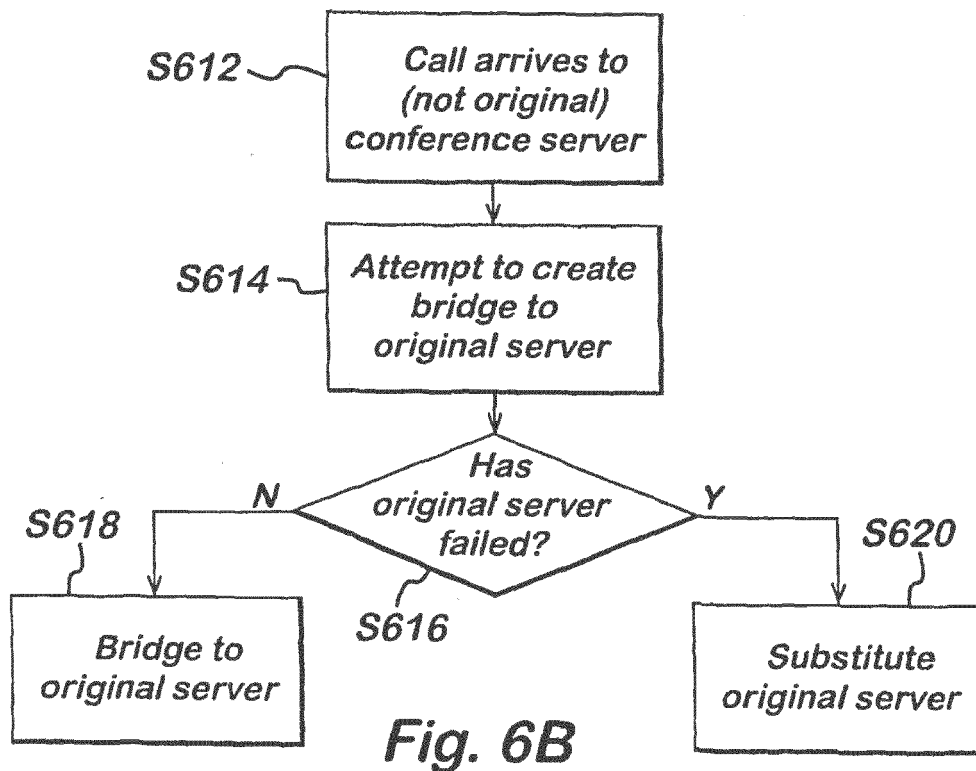 S612
Call arrives to
(not original)
conference server
S614
Attempt to create
bridge to
original server
Has
original server
failed?
N
Y
S618
S620
S616
Bridge to
original server
Substitute
original server
Fig. 6B